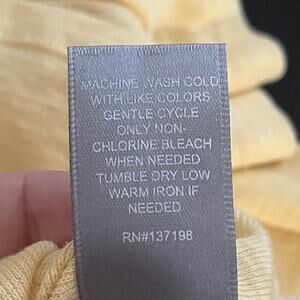 MACHINE WASH COLD
WITH LIKE COLORS
GENTLE CYCLE
ONLY NON-
CHLORINE BLEACH
WHEN NEEDED
TUMBLE DRY LOW
WARM IRON IF
NEEDED
RN#137198